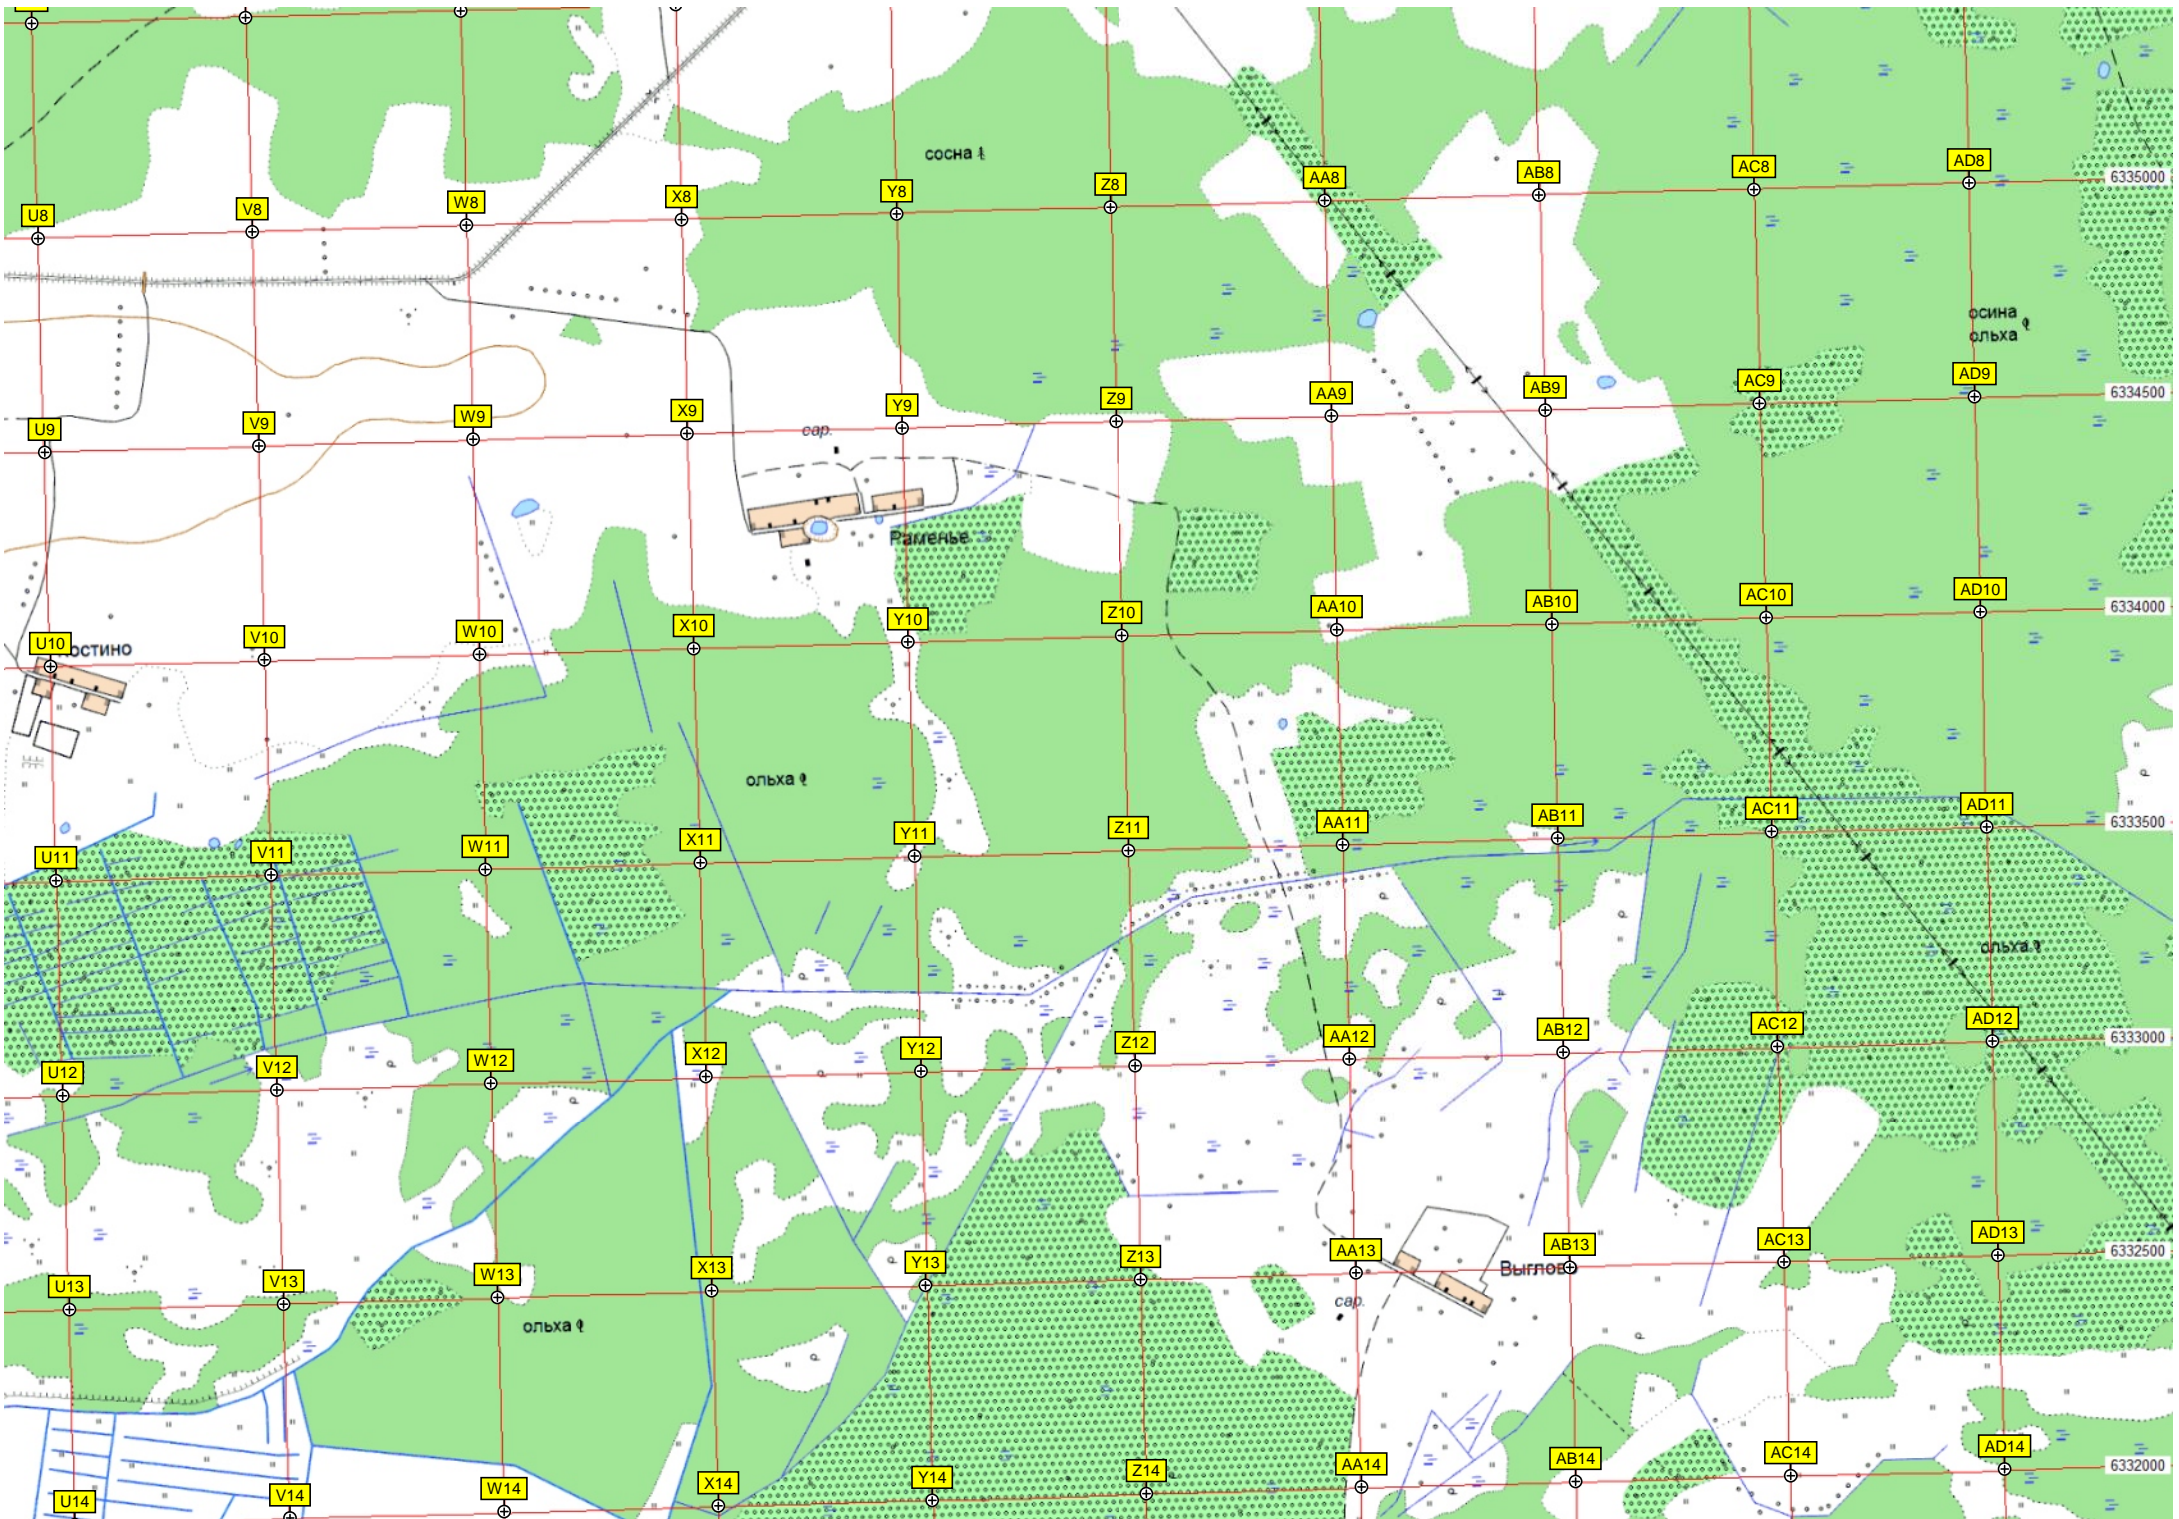 сосна
U8 V8 W8 X8 Y8 Z8 AA8 AB8 AC8 AD8 6335000
осина
ольха
U9 V9 W9 X9 Y9 Z9 AA9 AB9 AC9 AD9 6334500
сар.
Раменье
U10 V10 W10 X10 Y10 Z10 AA10 AB10 AC10 AD10 6334000
остино
ольха
U11 V11 W11 X11 Y11 Z11 AA11 AB11 AC11 AD11 6333500
ольха
U12 V12 W12 X12 Y12 Z12 AA12 AB12 AC12 AD12 6333000
U13 V13 W13 X13 Y13 Z13 AA13 AB13 AC13 AD13 6332500
Выглово
сар.
ольха
U14 V14 W14 X14 Y14 Z14 AA14 AB14 AC14 AD14 6332000